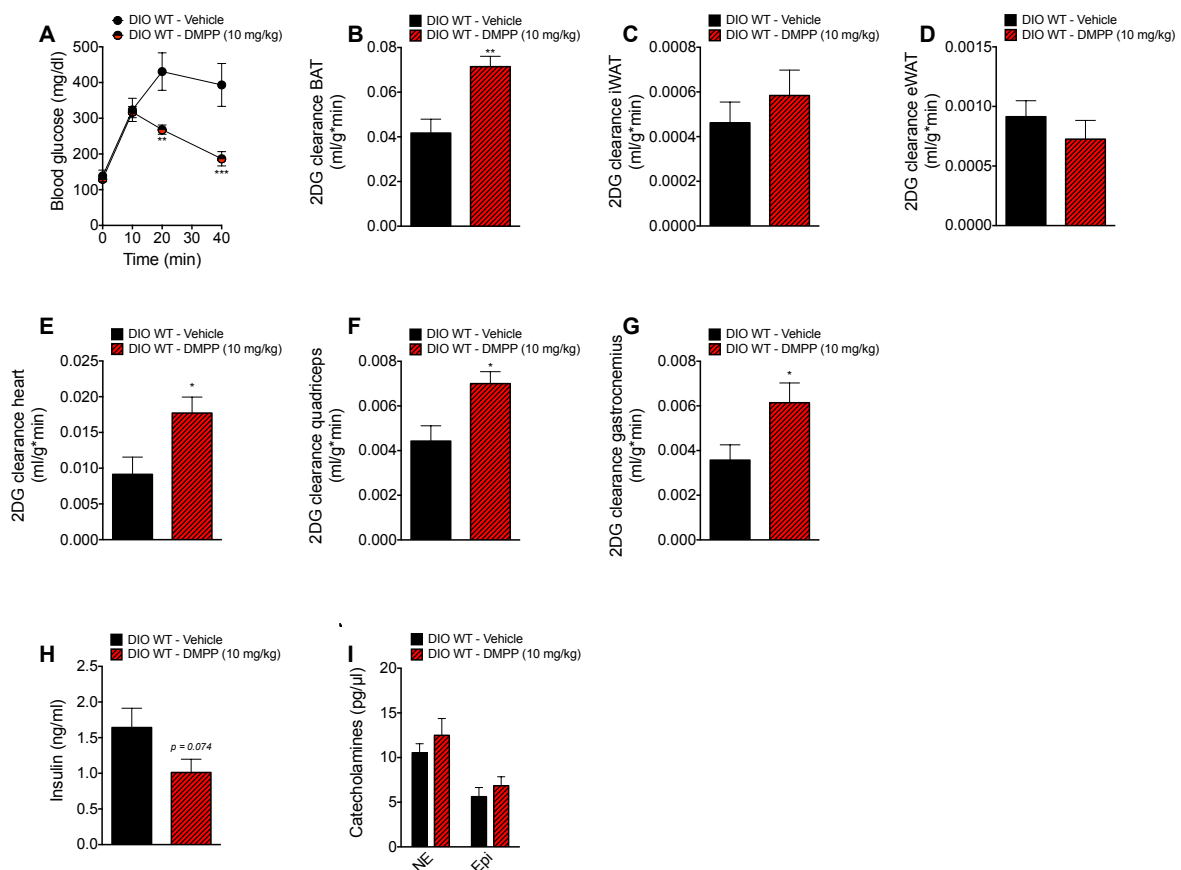 A
DIO WT - Vehicle
DIO WT - DMPP (10 mg/kg)
Blood glucose (mg/dl)
500
400
300
200
100
0
**
***
0 10 20 30 40
Time (min)
B
DIO WT - Vehicle
DIO WT - DMPP (10 mg/kg)
2DG clearance BAT
(ml/g*min)
0.08
0.06
0.04
0.02
0.00
**
C
DIO WT - Vehicle
DIO WT - DMPP (10 mg/kg)
2DG clearance iWAT
(ml/g*min)
0.0008
0.0006
0.0004
0.0002
0.0000
D
DIO WT - Vehicle
DIO WT - DMPP (10 mg/kg)
2DG clearance eWAT
(ml/g*min)
0.0015
0.0010
0.0005
0.0000
E
DIO WT - Vehicle
DIO WT - DMPP (10 mg/kg)
2DG clearance heart
(ml/g*min)
0.025
0.020
0.015
0.010
0.005
0.000
*
F
DIO WT - Vehicle
DIO WT - DMPP (10 mg/kg)
2DG clearance quadriceps
(ml/g*min)
0.008
0.006
0.004
0.002
0.000
*
G
DIO WT - Vehicle
DIO WT - DMPP (10 mg/kg)
2DG clearance gastrocnemius
(ml/g*min)
0.008
0.006
0.004
0.002
0.000
*
H
DIO WT - Vehicle
DIO WT - DMPP (10 mg/kg)
Insulin (ng/ml)
2.5
2.0
1.5
1.0
0.5
0.0
p = 0.074
I
DIO WT - Vehicle
DIO WT - DMPP (10 mg/kg)
Catecholamines (pg/µl)
20
15
10
5
0
NE
Epi